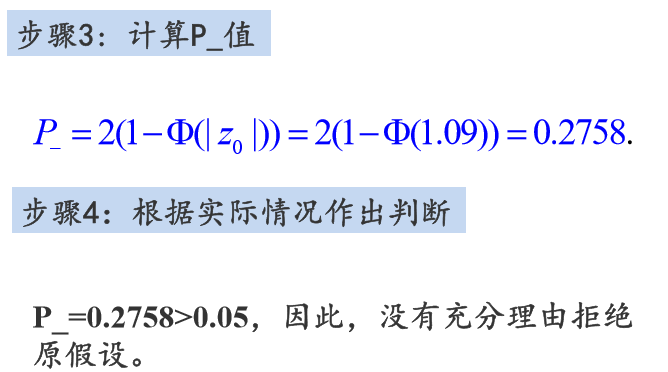 步骤3：计算P_值
P_ = 2(1−Φ(| z₀ |)) = 2(1−Φ(1.09)) = 0.2758.
步骤4：根据实际情况作出判断
P_=0.2758>0.05，因此，没有充分理由拒绝
原假设。